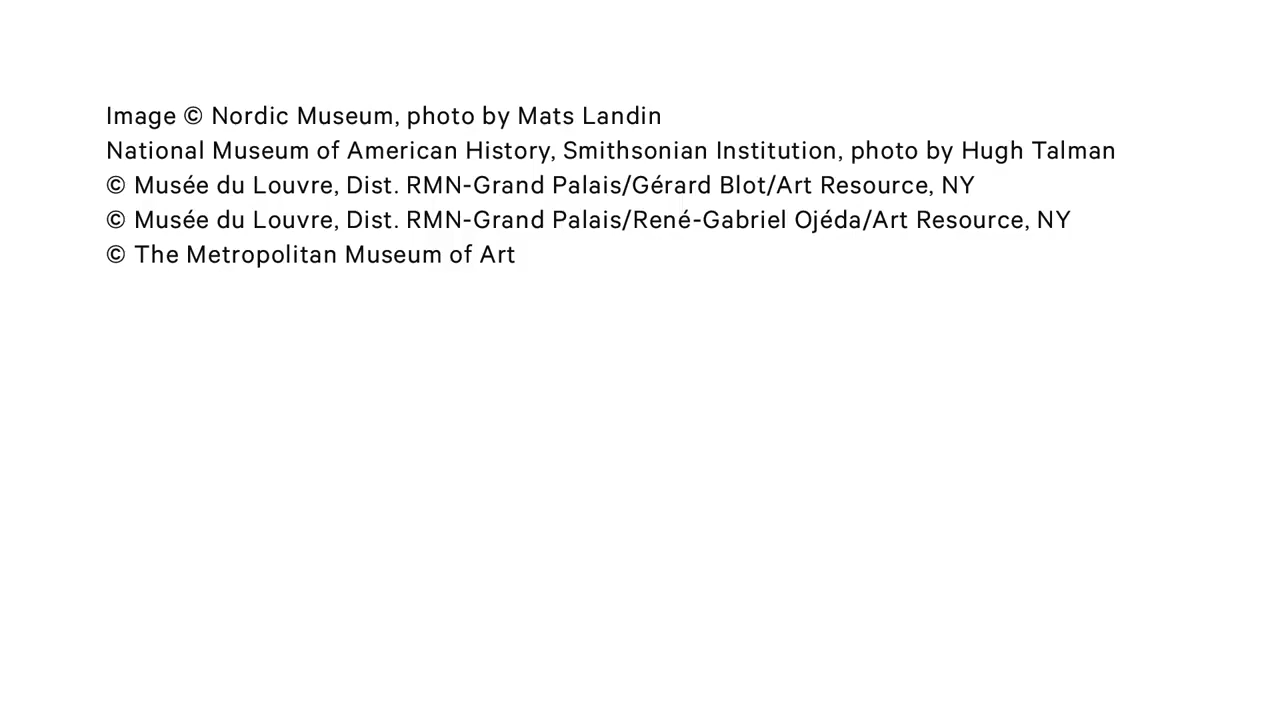 Image © Nordic Museum, photo by Mats Landin
National Museum of American History, Smithsonian Institution, photo by Hugh Talman
© Musée du Louvre, Dist. RMN-Grand Palais/Gérard Blot/Art Resource, NY
© Musée du Louvre, Dist. RMN-Grand Palais/René-Gabriel Ojéda/Art Resource, NY
© The Metropolitan Museum of Art